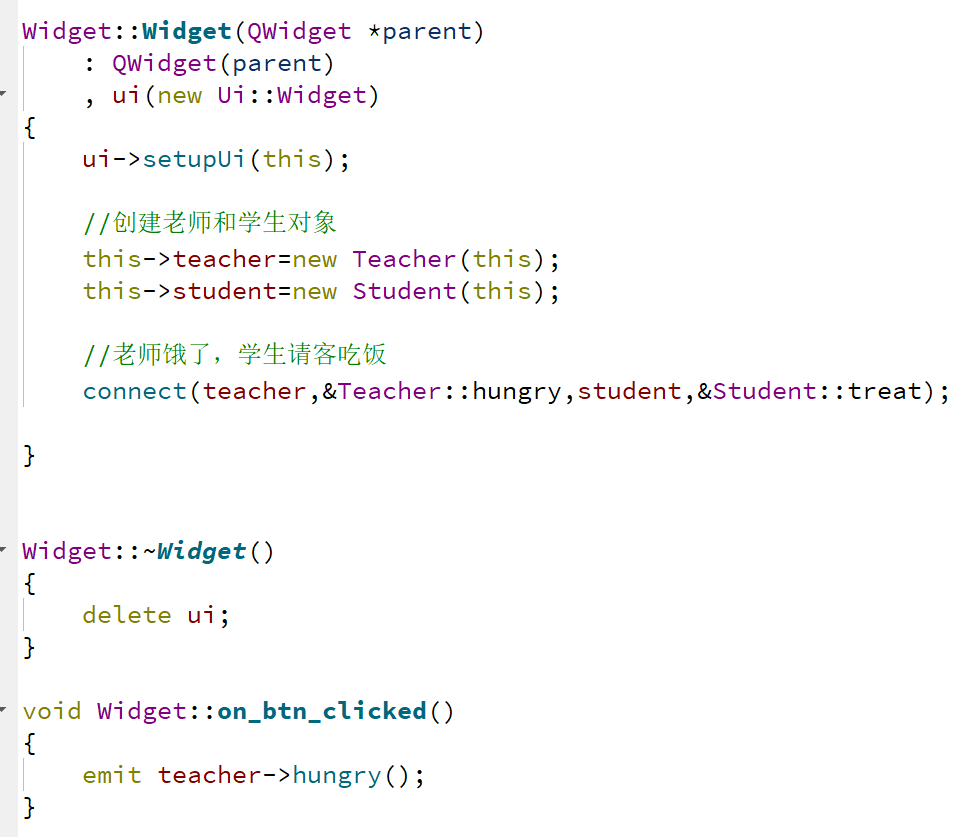 Widget::Widget(QWidget *parent)
    : QWidget(parent)
    , ui(new Ui::Widget)
{
    ui->setupUi(this);

    //创建老师和学生对象
    this->teacher=new Teacher(this);
    this->student=new Student(this);

    //老师饿了，学生请客吃饭
    connect(teacher,&Teacher::hungry,student,&Student::treat);

}


Widget::~Widget()
{
    delete ui;
}

void Widget::on_btn_clicked()
{
    emit teacher->hungry();
}